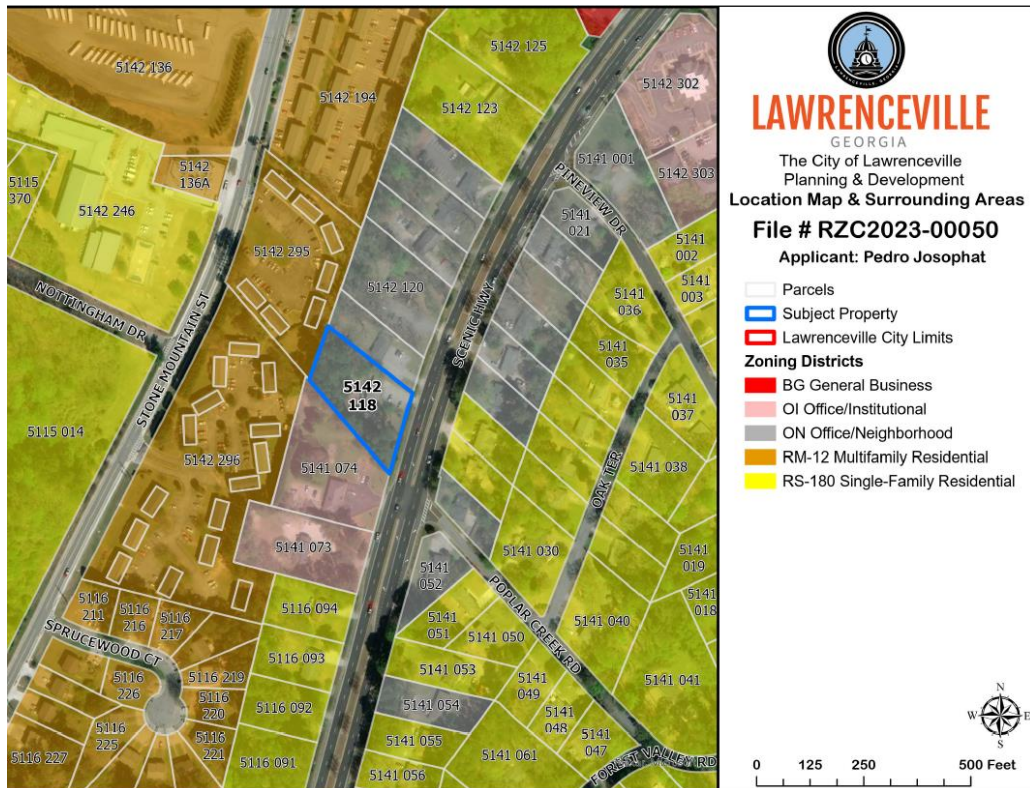 5142 136
5142 194
5142 125
5142 123
5142 302
5142
136A
5115
370
5142 246
5141 001
5142 303
PINEVIEW DR
5141
021
5142 295
5142 120
5141
002
5141
003
5141
036
NOTTINGHAM DR
STONE MOUNTAIN ST
SCENIC HWY
5141
035
5142
118
5141
037
5115 014
5142 296
5141 074
5141 038
OAK TER
5141 073
5141 030
5141
019
5141
052
5141
018
5116
211
5116
216
5116
217
5116 094
POPLAR CREEK RD
5141
051
5141 050
5141 040
SPRUCEWOOD CT
5116 093
5141 053
5116
226
5116 219
5141
049
5141 041
5116
220
5116 092
5141 054
5141
048
5116
225
5116
221
5141 055
5141
047
5116 227
5116 091
5141 061
5141 056
FOREST VALLEY RD
LAWRENCEVILLE
GEORGIA
The City of Lawrenceville
Planning & Development
Location Map & Surrounding Areas
File # RZC2023-00050
Applicant: Pedro Josophat
Parcels
Subject Property
Lawrenceville City Limits
Zoning Districts
BG General Business
OI Office/Institutional
ON Office/Neighborhood
RM-12 Multifamily Residential
RS-180 Single-Family Residential
N
W E
S
0 125 250 500 Feet